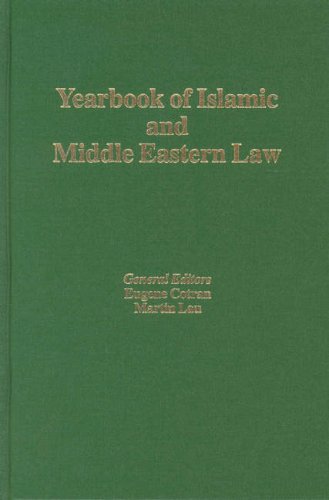 Yearbook of Islamic
and
Middle Eastern Law
General Editors
Eugene Cotran
Martin Lau